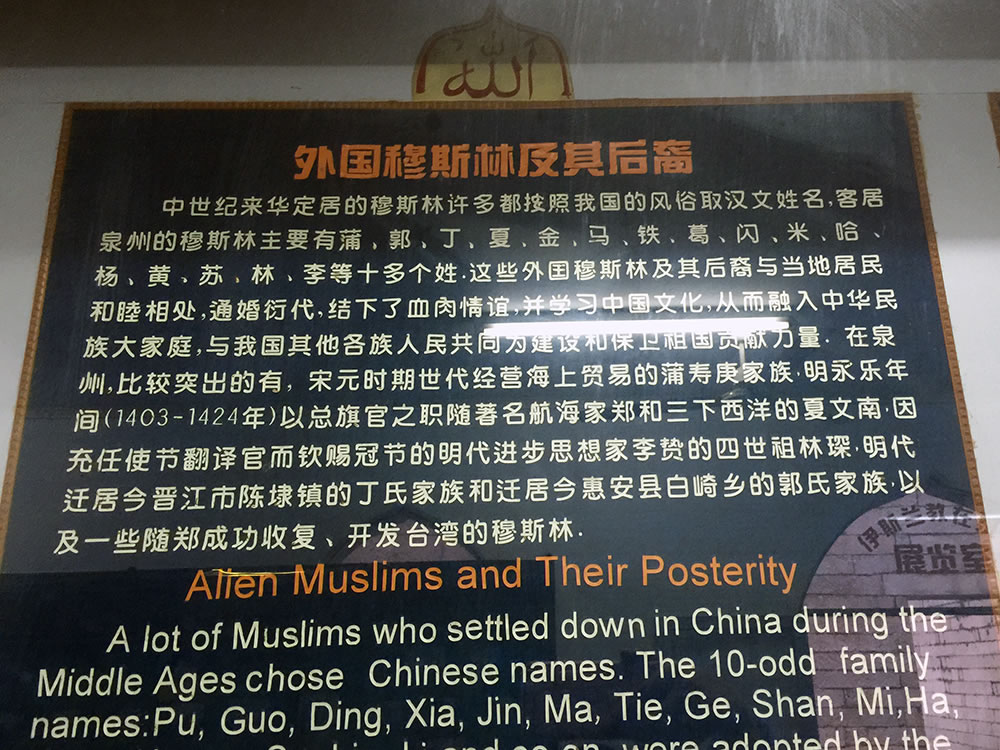 الله
外国穆斯林及其后裔
中世纪来华定居的穆斯林许多都按照我国的风俗取汉文姓名,客居
泉州的穆斯林主要有蒲、郭、丁、夏、金、马、铁、葛、闪、米、哈、
杨、黄、苏、林、李等十多个姓.这些外国穆斯林及其后裔与当地居民
和睦相处,通婚衍代,结下了血肉情谊,并学习中国文化,从而融入中华民
族大家庭,与我国其他各族人民共同为建设和保卫祖国贡献力量. 在泉
州,比较突出的有, 宋元时期世代经营海上贸易的蒲寿庚家族.明永乐年
间(1403-1424年)以总旗官之职随著名航海家郑和三下西洋的夏文南.因
充任使节翻译官而钦赐冠节的明代进步思想家李贽的四世祖林琛.明代
迁居今晋江市陈埭镇的丁氏家族和迁居今惠安县白崎乡的郭氏家族.以
及一些随郑成功收复、开发台湾的穆斯林.
伊斯兰教在
展览室
Alien Muslims and Their Posterity
A lot of Muslims who settled down in China during the
Middle Ages chose Chinese names. The 10-odd family
names:Pu, Guo, Ding, Xia, Jin, Ma, Tie, Ge, Shan, Mi,Ha,
Li and so on, were adopted by the